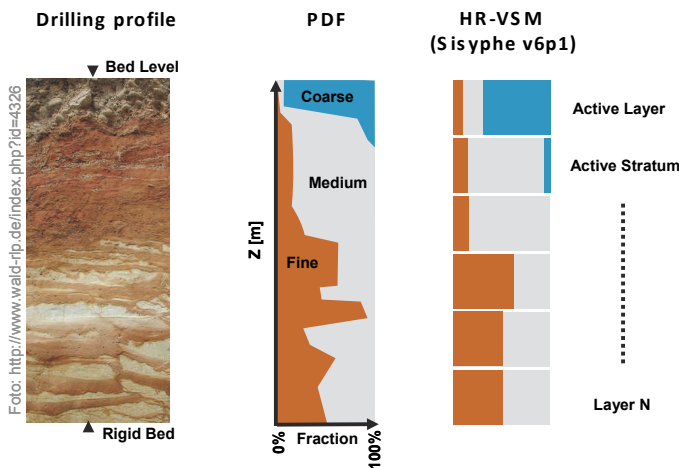 Drilling profile
PDF
HR-VSM
(Sisyphe v6p1)
Bed Level
Foto: http://www.wald-rlp.de/index.php?id=4326
Rigid Bed
Z [m]
Coarse
Medium
Fine
0%
Fraction
100%
Active Layer
Active Stratum
Layer N